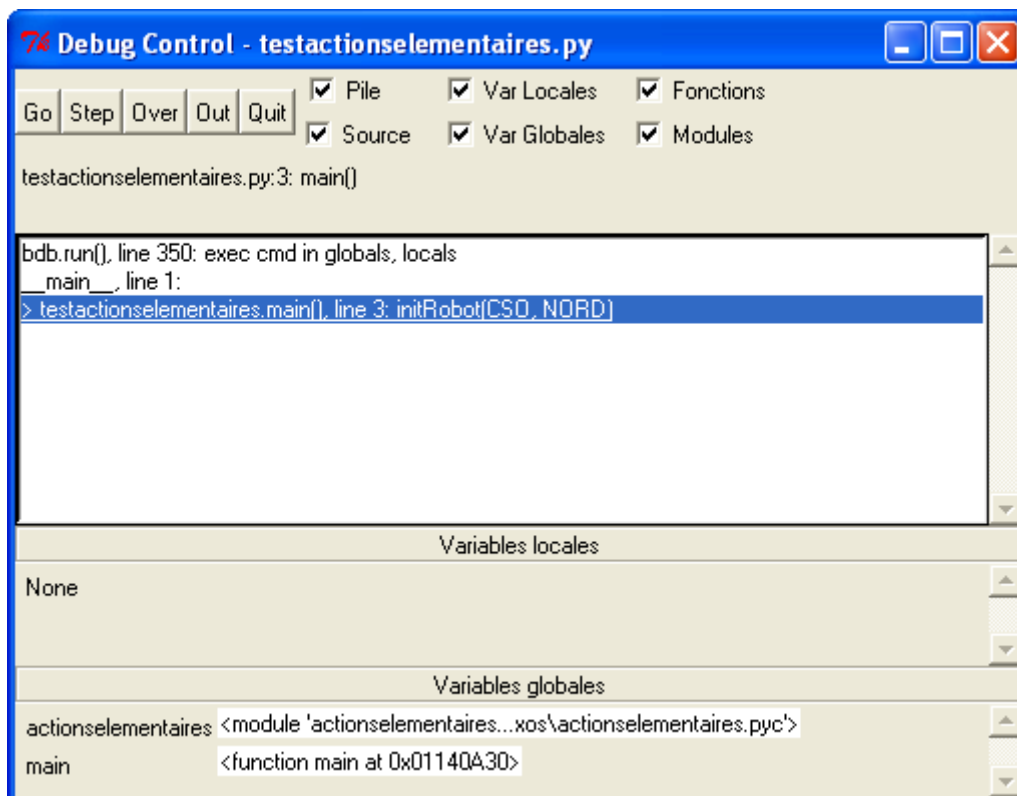 76 Debug Control - testactionselementaires.py
Go Step Over Out Quit
Pile Var Locales Fonctions
Source Var Globales Modules
testactionselementaires.py:3: main()
bdb.run(), line 350: exec cmd in globals, locals
__main__, line 1:
> testactionselementaires.main(), line 3: initRobot(CSO, NORD)
Variables locales
None
Variables globales
actionselementaires <module 'actionselementaires...xos\actionselementaires.pyc'>
main <function main at 0x01140A30>